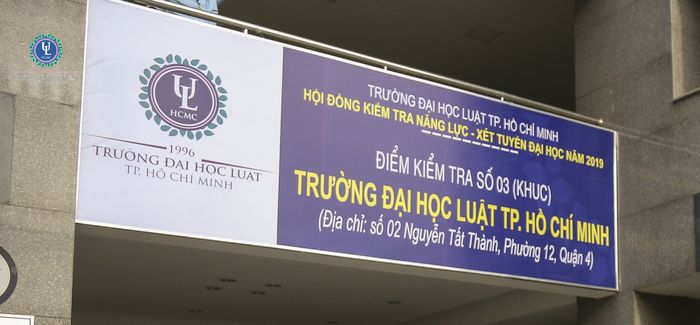 UL
HCMC
1996
TRƯỜNG ĐẠI HỌC LUẬT
TP. HỒ CHÍ MINH
TRƯỜNG ĐẠI HỌC LUẬT TP. HỒ CHÍ MINH
HỘI ĐỒNG KIỂM TRA NĂNG LỰC - XÉT TUYỂN ĐẠI HỌC NĂM 2019
ĐIỂM KIỂM TRA SỐ 03 (KHUC)
TRƯỜNG ĐẠI HỌC LUẬT TP. HỒ CHÍ MINH
(Địa chỉ: số 02 Nguyễn Tất Thành, Phường 12, Quận 4)